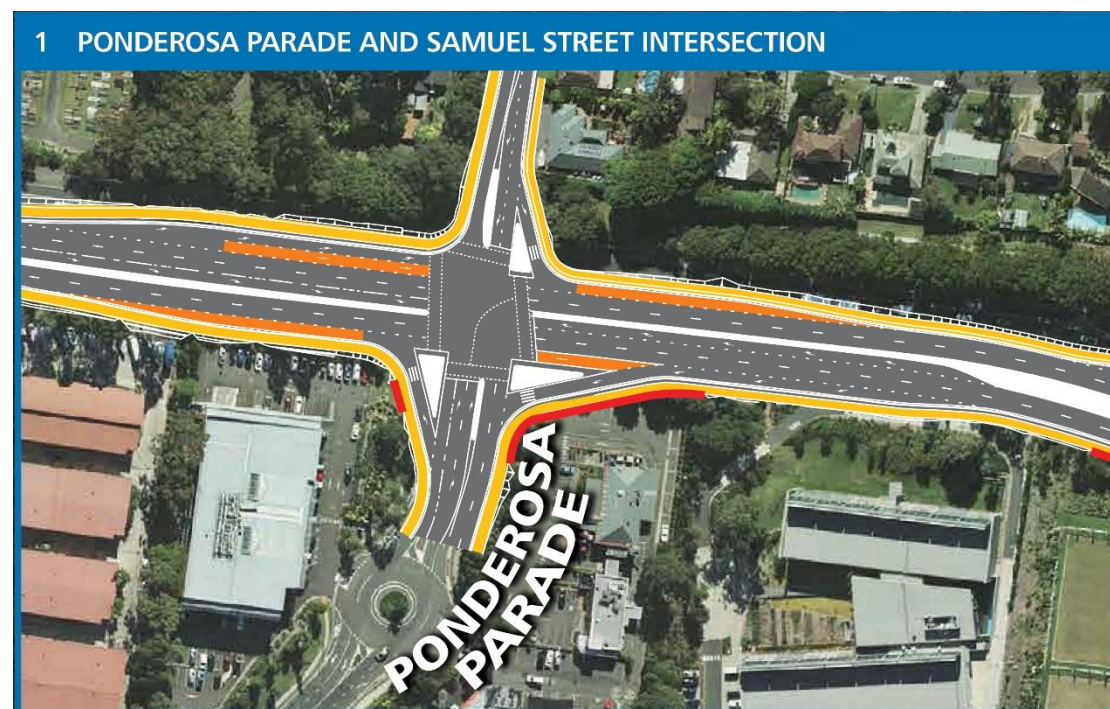 1 PONDEROSA PARADE AND SAMUEL STREET INTERSECTION
PONDEROSA
PARADE